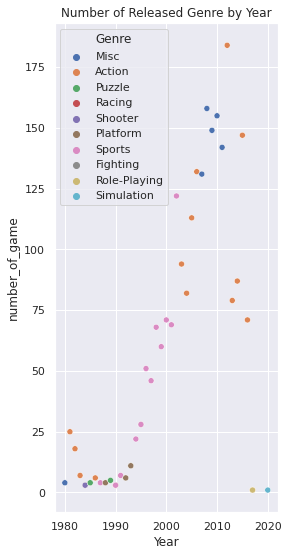 Number of Released Genre by Year
Genre
Misc
Action
Puzzle
Racing
Shooter
Platform
Sports
Fighting
Role-Playing
Simulation
175
150
125
100
75
50
25
0
number_of_game
1980 1990 2000 2010 2020
Year